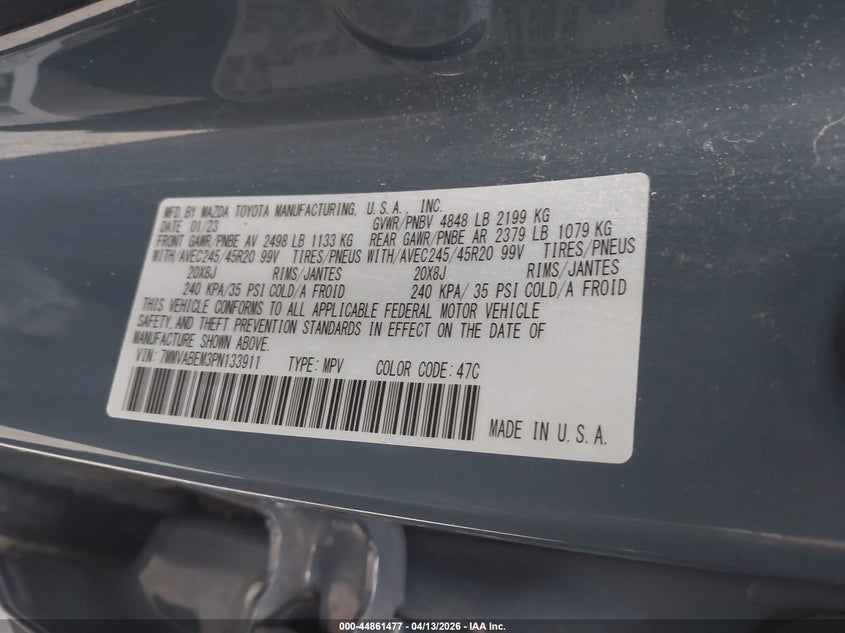 MFD. BY MAZDA TOYOTA MANUFACTURING, U.S.A., INC.
DATE 01/23 GVWR/PNBV 4848 LB 2199 KG
FRONT GAWR/PNBE AV 2498 LB 1133 KG REAR GAWR/PNBE AR 2379 LB 1079 KG
WITH/AVEC245/45R20 99V TIRES/PNEUS WITH/AVEC245/45R20 99V TIRES/PNEUS
20X8J RIMS/JANTES 20X8J RIMS/JANTES
240 KPA/35 PSI COLD/A FROID 240 KPA/ 35 PSI COLD/A FROID
THIS VEHICLE CONFORMS TO ALL APPLICABLE FEDERAL MOTOR VEHICLE
SAFETY, AND THEFT PREVENTION STANDARDS IN EFFECT ON THE DATE OF
MANUFACTURE SHOWN ABOVE.
VIN: 7MMVABEM3PN133911 TYPE: MPV COLOR CODE: 47C
MADE IN U.S.A.
000-44861477 - 04/13/2026 - IAA Inc.